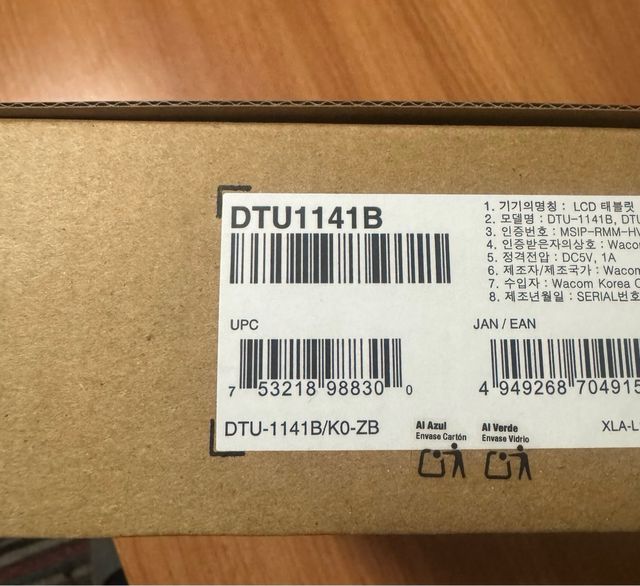 DTU1141B
1. 기기의명칭 : LCD 태블릿
2. 모델명 : DTU-1141B, DTU
3. 인증번호 : MSIP-RMM-HV
4. 인증받은자의상호 : Wacom
5. 정격전압 : DC5V, 1A
6. 제조자/제조국가 : Wacom
7. 수입자 : Wacom Korea C
8. 제조년월일 : SERIAL번호
UPC
JAN / EAN
7 53218 98830 0
4 949268 704915
DTU-1141B/K0-ZB
Al Azul
Envase Cartón
Al Verde
Envase Vidrio
XLA-L